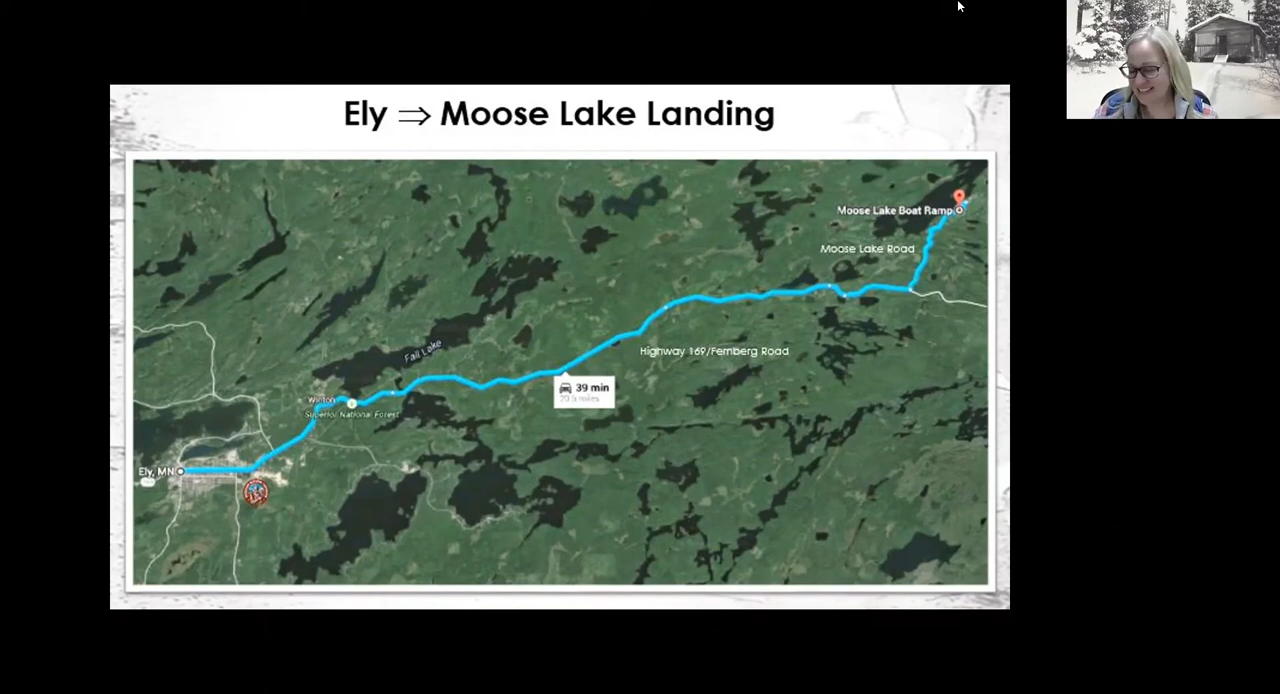 Ely ⇒ Moose Lake Landing
Moose Lake Boat Ramp
Moose Lake Road
Fall Lake
Highway 169/Fernberg Road
39 min
Winton
Superior National Forest
Ely, MN